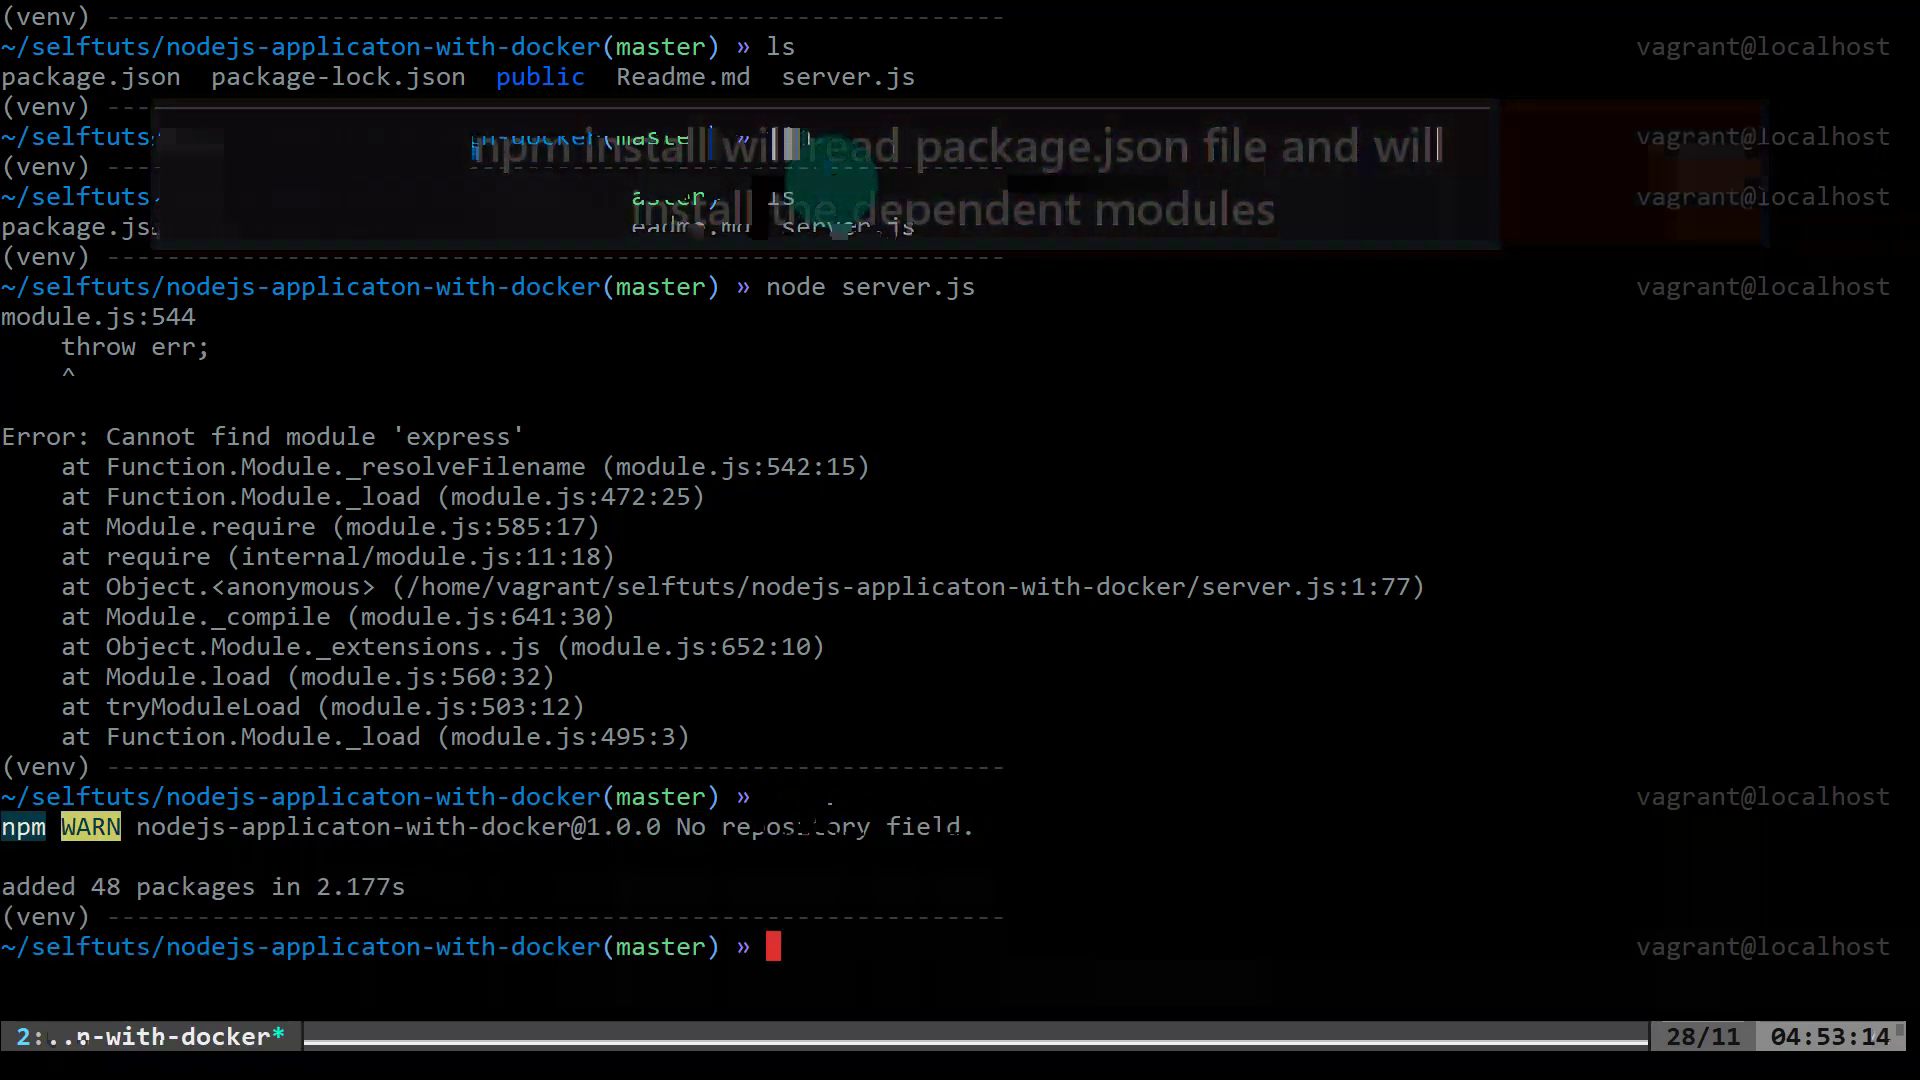 (venv) ------------------------------------------------------------
~/selftuts/nodejs-applicaton-with-docker(master) » ls vagrant@localhost
package.json package-lock.json public Readme.md server.js
(venv) ---
npm install will read package.json file and will
install the dependent modules
~/selftuts/ n-docker(master) » vagrant@localhost
(venv)
~/selftuts/ aster) ls vagrant@localhost
package.js eadme.md server.js
(venv) ------------------------------------------------------------
~/selftuts/nodejs-applicaton-with-docker(master) » node server.js vagrant@localhost
module.js:544
throw err;
^
Error: Cannot find module 'express'
at Function.Module._resolveFilename (module.js:542:15)
at Function.Module._load (module.js:472:25)
at Module.require (module.js:585:17)
at require (internal/module.js:11:18)
at Object.<anonymous> (/home/vagrant/selftuts/nodejs-applicaton-with-docker/server.js:1:77)
at Module._compile (module.js:641:30)
at Object.Module._extensions..js (module.js:652:10)
at Module.load (module.js:560:32)
at tryModuleLoad (module.js:503:12)
at Function.Module._load (module.js:495:3)
(venv) ------------------------------------------------------------
~/selftuts/nodejs-applicaton-with-docker(master) » vagrant@localhost
npm WARN nodejs-applicaton-with-docker@1.0.0 No repository field.
added 48 packages in 2.177s
(venv) ------------------------------------------------------------
~/selftuts/nodejs-applicaton-with-docker(master) » vagrant@localhost
2:..n-with-docker* 28/11 04:53:14